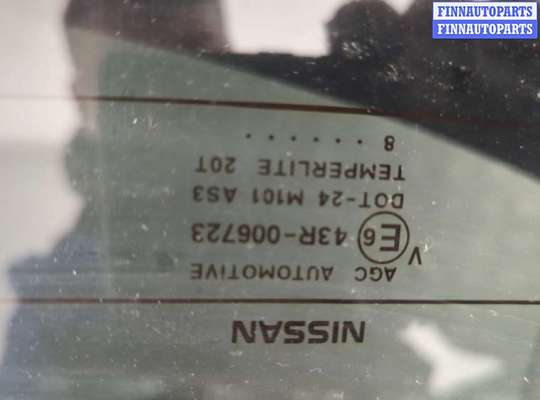 FINNAUTOPARTS
FINNAUTOPARTS
NISSAN
AGC AUTOMOTIVE
V
E6 43R-006723
DOT-24 M101 AS3
TEMPERLITE 20T
8 · · · · · ·